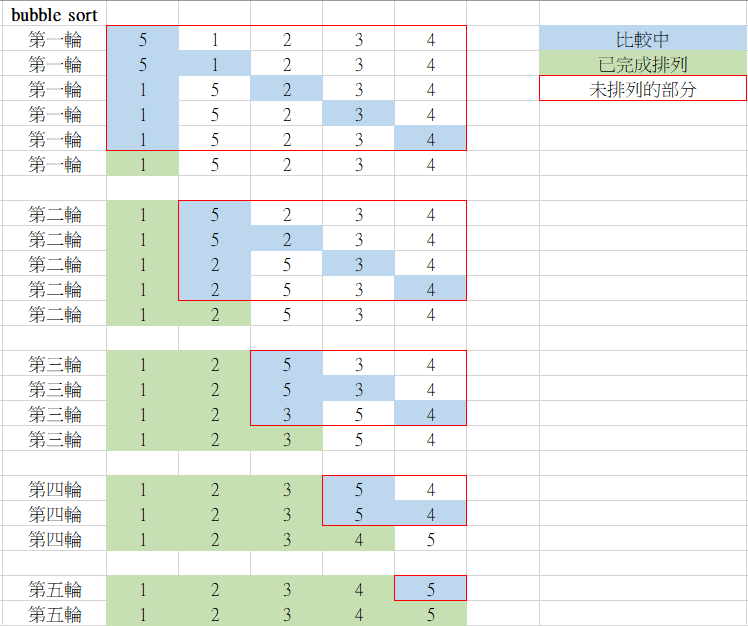 bubble sort
第一輪 5 1 2 3 4 比較中
第一輪 5 1 2 3 4 已完成排列
第一輪 1 5 2 3 4 未排列的部分
第一輪 1 5 2 3 4
第一輪 1 5 2 3 4
第一輪 1 5 2 3 4
第二輪 1 5 2 3 4
第二輪 1 5 2 3 4
第二輪 1 2 5 3 4
第二輪 1 2 5 3 4
第二輪 1 2 5 3 4
第三輪 1 2 5 3 4
第三輪 1 2 5 3 4
第三輪 1 2 3 5 4
第三輪 1 2 3 5 4
第四輪 1 2 3 5 4
第四輪 1 2 3 5 4
第四輪 1 2 3 4 5
第五輪 1 2 3 4 5
第五輪 1 2 3 4 5